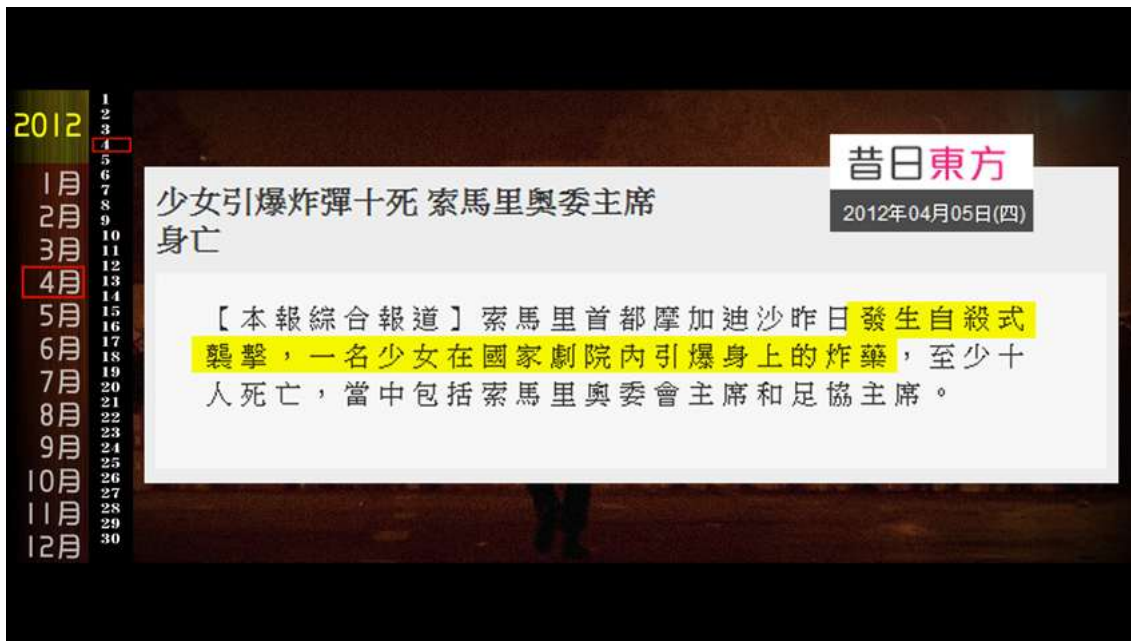 2012
1月
2月
3月
4月
5月
6月
7月
8月
9月
10月
11月
12月
1
2
3
4
5
6
7
8
9
10
11
12
13
14
15
16
17
18
19
20
21
22
23
24
25
26
27
28
29
30
昔日東方
2012年04月05日(四)
少女引爆炸彈十死 索馬里奧委主席
身亡
【本報綜合報道】索馬里首都摩加迪沙昨日發生自殺式
襲擊，一名少女在國家劇院內引爆身上的炸藥，至少十
人死亡，當中包括索馬里奧委會主席和足協主席。